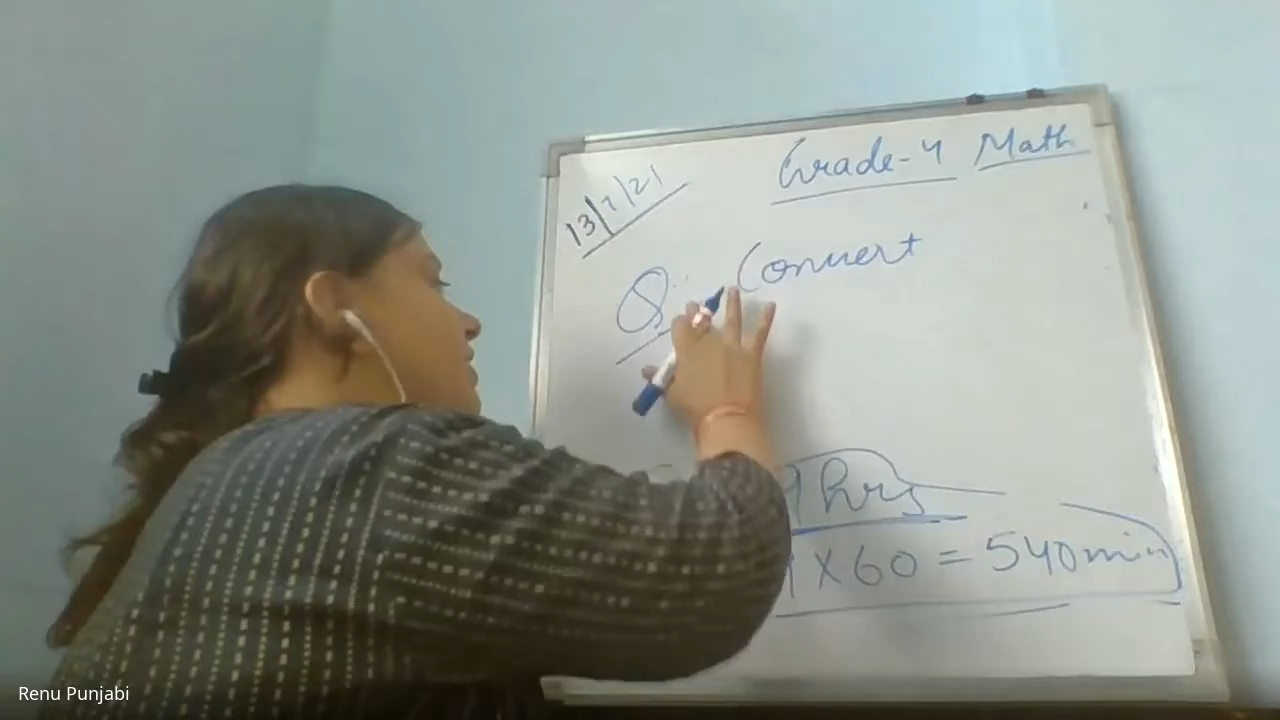 Grade-4 Math
13/7/21
Q:- Convert
9 hrs
9 X 60 = 540 min
Renu Punjabi